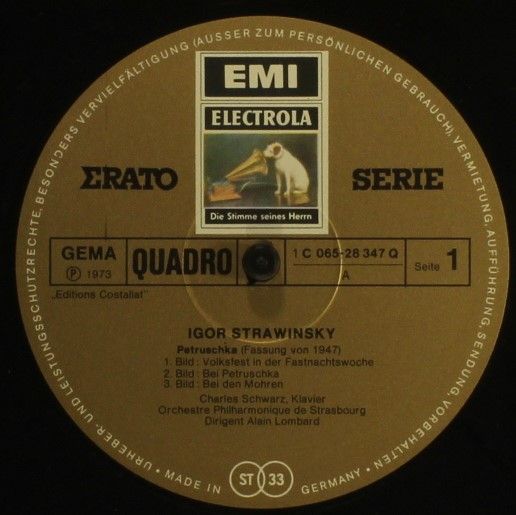 URHEBER- UND LEISTUNGSSCHUTZRECHTE, BESONDERS VERVIELFÄLTIGUNG (AUSSER ZUM PERSÖNLICHEN GEBRAUCH), VERMIETUNG, AUFFÜHRUNG, SENDUNG, VORBEHALTEN
EMI
ELECTROLA
Die Stimme seines Herrn
ΣRATO SERIE
GEMA
℗ 1973
QUADRO
1 C 065-28 347 Q
A
Seite 1
"Editions Costallat"
IGOR STRAWINSKY
Petruschka (Fassung von 1947)
1. Bild: Volksfest in der Fastnachtswoche
2. Bild: Bei Petruschka
3. Bild: Bei den Mohren
Charles Schwarz, Klavier
Orchestre Philharmonique de Strasbourg
Dirigent Alain Lombard
• MADE IN GERMANY •
ST 33